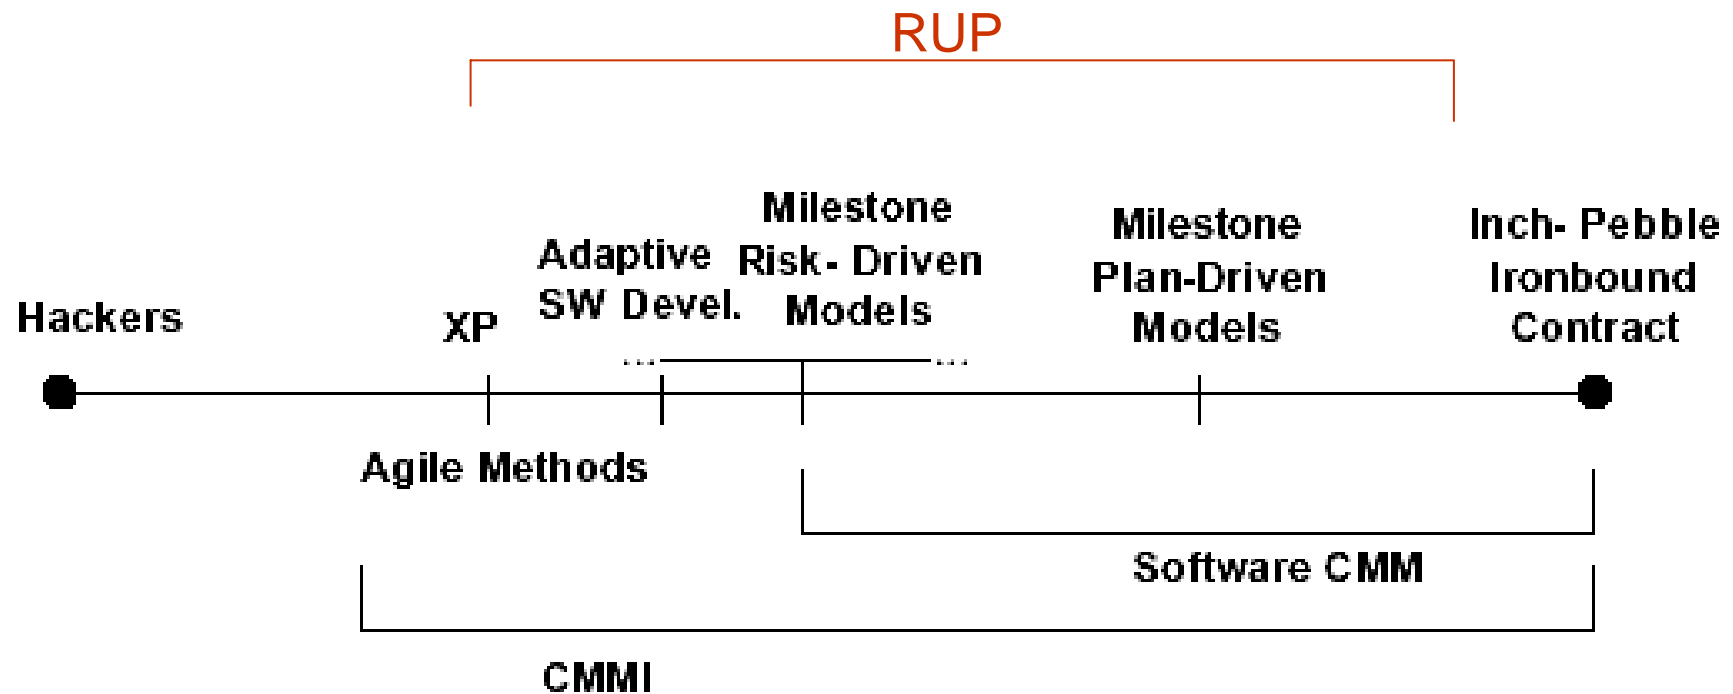 RUP
Hackers
XP
Adaptive
SW Devel.
Milestone
Risk- Driven
Models
Milestone
Plan-Driven
Models
Inch- Pebble
Ironbound
Contract
...
...
Agile Methods
Software CMM
CMMI